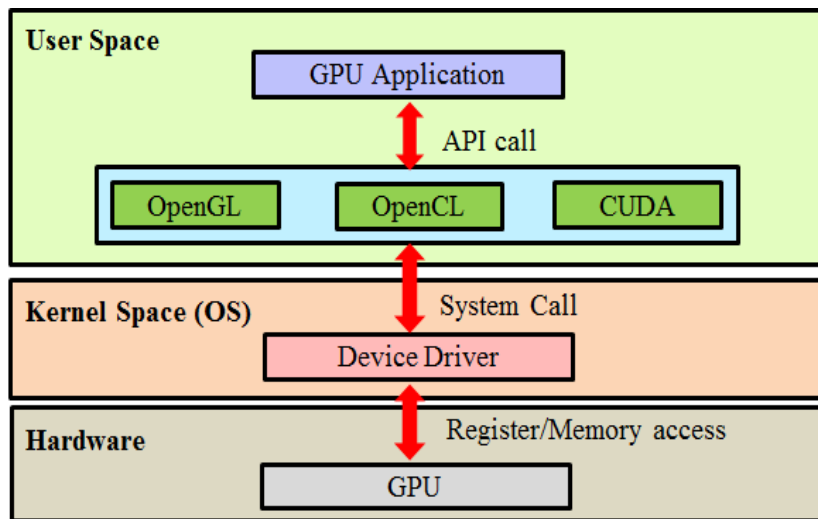 User Space
GPU Application
API call
OpenGL
OpenCL
CUDA
System Call
Kernel Space (OS)
Device Driver
Register/Memory access
Hardware
GPU